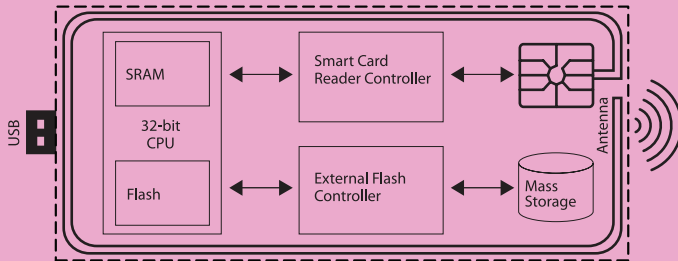 USB
SRAM
32-bit
CPU
Flash
Smart Card
Reader Controller
External Flash
Controller
Antenna
Mass
Storage